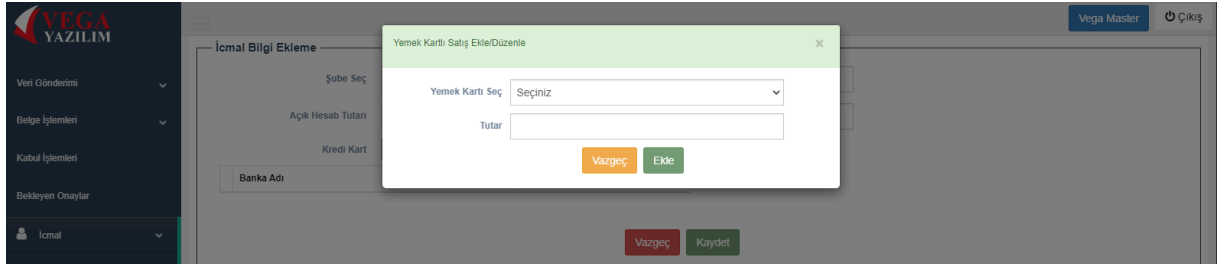 VEGA
YAZILIM
Vega Master
Çıkış
Yemek Kartlı Satış Ekle/Düzenle
×
İcmal Bilgi Ekleme
Veri Gönderimi
Şube Seç
Yemek Kartı Seç
Seçiniz
Belge İşlemleri
Açık Hesab Tutarı
Tutar
Kabul İşlemleri
Kredi Kart
Vazgeç
Ekle
Banka Adı
Bekleyen Onaylar
İcmal
Vazgeç
Kaydet